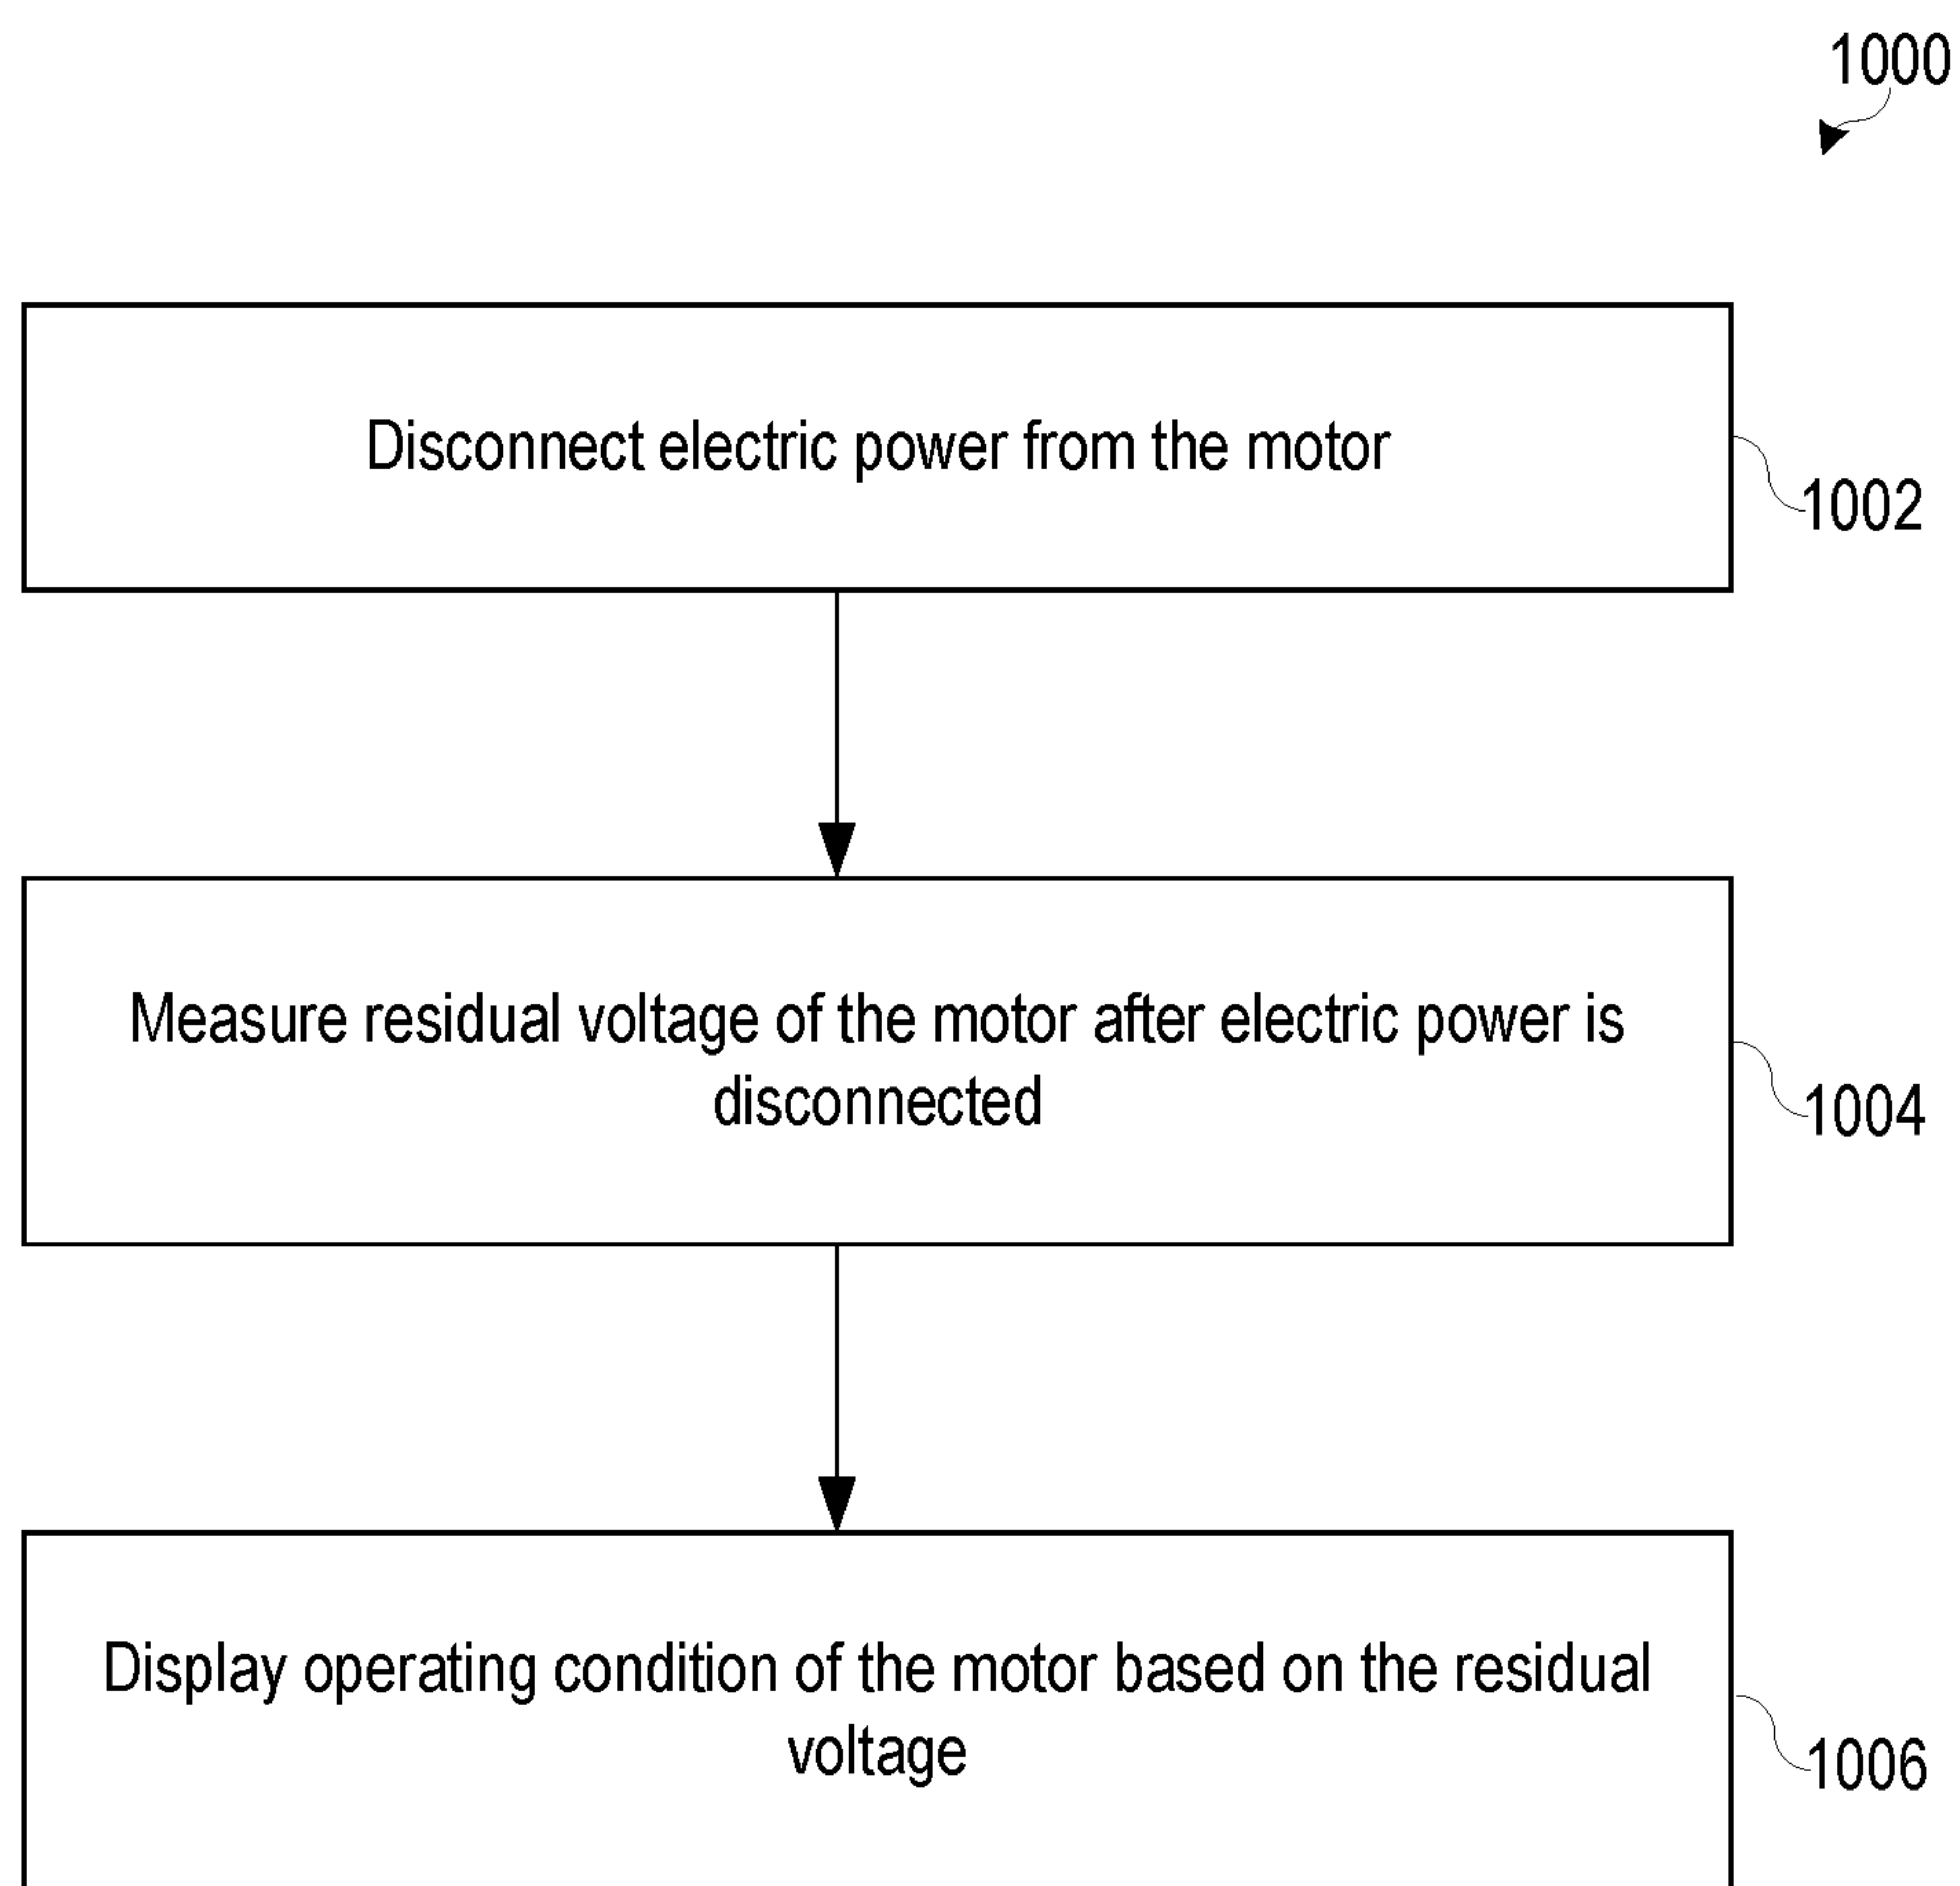 1000
Disconnect electric power from the motor
1002
Measure residual voltage of the motor after electric power is
disconnected
1004
Display operating condition of the motor based on the residual
voltage
1006